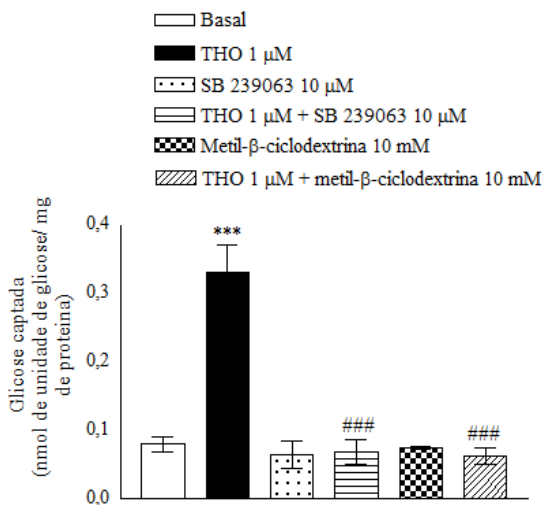 Basal
THO 1 μM
SB 239063 10 μM
THO 1 μM + SB 239063 10 μM
Metil-β-ciclodextrina 10 mM
THO 1 μM + metil-β-ciclodextrina 10 mM
Glicose captada
(nmol de unidade de glicose/ mg
de proteina)
0,4
0,3
0,2
0,1
0,0
***
###
###